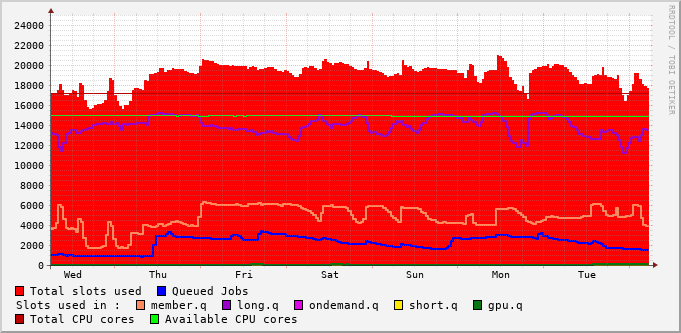 RRDTOOL / TOBI OETIKER
24000
22000
20000
18000
16000
14000
12000
10000
8000
6000
4000
2000
0
Wed Thu Fri Sat Sun Mon Tue
Total slots used Queued Jobs
Slots used in : member.q long.q ondemand.q short.q gpu.q
Total CPU cores Available CPU cores